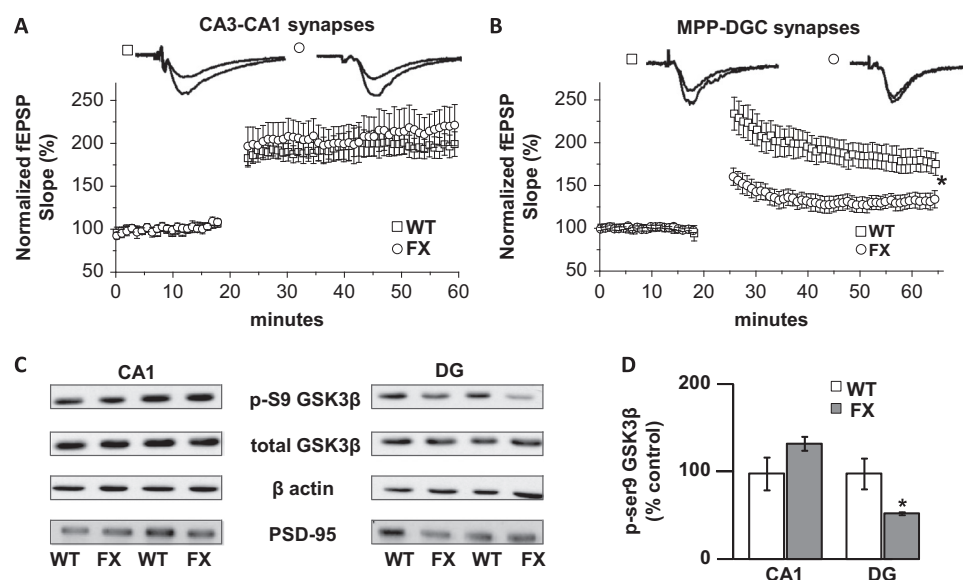 A
CA3-CA1 synapses
Normalized fEPSP
Slope (%)
250
200
150
100
50
WT
FX
0 10 20 30 40 50 60
minutes
B
MPP-DGC synapses
Normalized fEPSP
Slope (%)
250
200
150
100
50
*
WT
FX
0 10 20 30 40 50 60
minutes
C
CA1 DG
p-S9 GSK3β
total GSK3β
β actin
PSD-95
WT FX WT FX WT FX WT FX
D
p-ser9 GSK3β
(% control)
200
100
0
WT
FX
*
CA1 DG